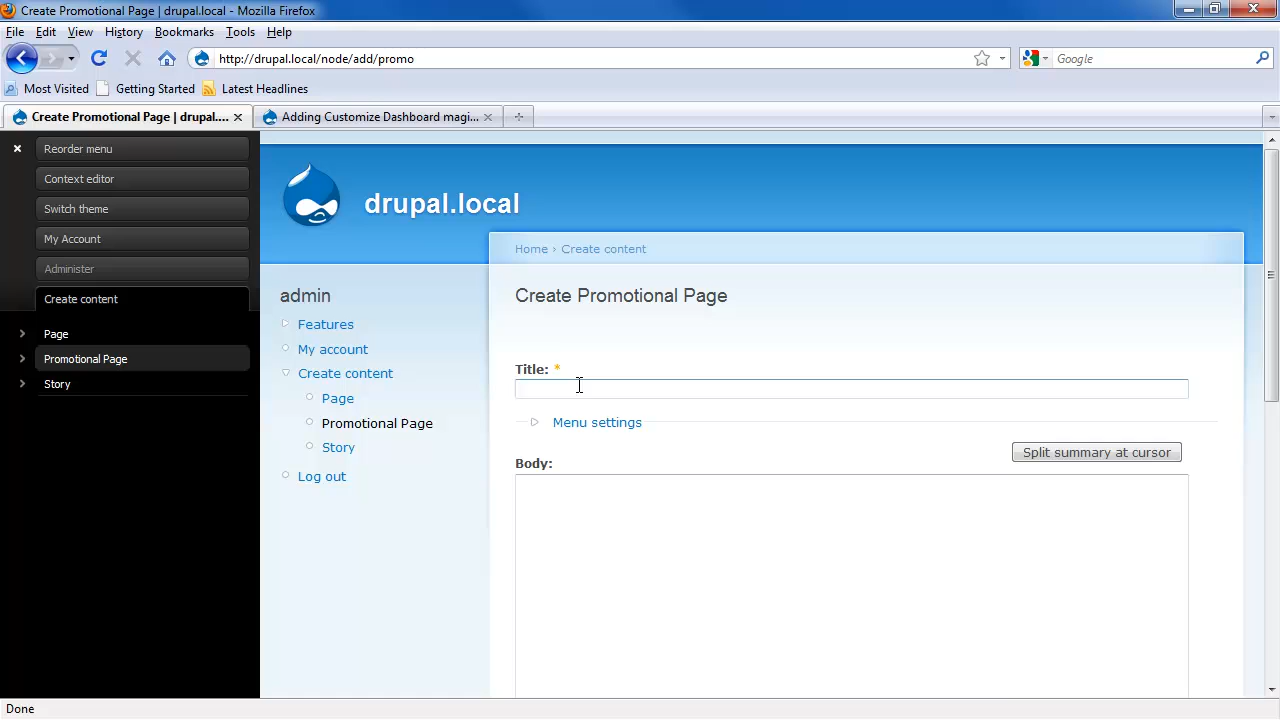 Create Promotional Page | drupal.local - Mozilla Firefox
File Edit View History Bookmarks Tools Help
http://drupal.local/node/add/promo
Google
Most Visited Getting Started Latest Headlines
Create Promotional Page | drupal....
Adding Customize Dashboard magi...
Reorder menu
Context editor
Switch theme
My Account
Administer
Create content
Page
Promotional Page
Story
drupal.local
admin
Features
My account
Create content
Page
Promotional Page
Story
Log out
Home › Create content
Create Promotional Page
Title: *
Menu settings
Split summary at cursor
Body:
Done